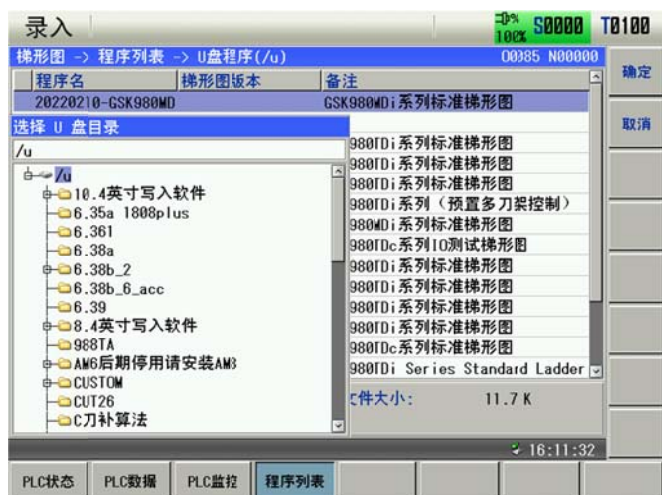 录入 100% S0000 T0100
梯形图 -> 程序列表 -> U盘程序(/u) O0085 N00000
程序名 梯形图版本 备注
20220210-GSK980MD GSK980MDi系列标准梯形图
选择 U 盘目录
/u
980TDi系列标准梯形图
/u
980TDi系列标准梯形图
10.4英寸写入软件
980TDi系列标准梯形图
6.35a 1808plus
980TDi系列（预置多刀架控制）
6.361
980MDi系列标准梯形图
6.38a
980TDc系列IO测试梯形图
6.38b_2
980TDi系列标准梯形图
6.38b_6_acc
980TDi系列标准梯形图
6.39
980TDi系列标准梯形图
8.4英寸写入软件
980TDi系列标准梯形图
988TA
980TDc系列标准梯形图
AM6后期停用请安装AM3
980TDi Series Standard Ladder
CUSTOM
CUT26
文件大小: 11.7 K
C刀补算法
16:11:32
确定
取消
PLC状态 PLC数据 PLC监控 程序列表